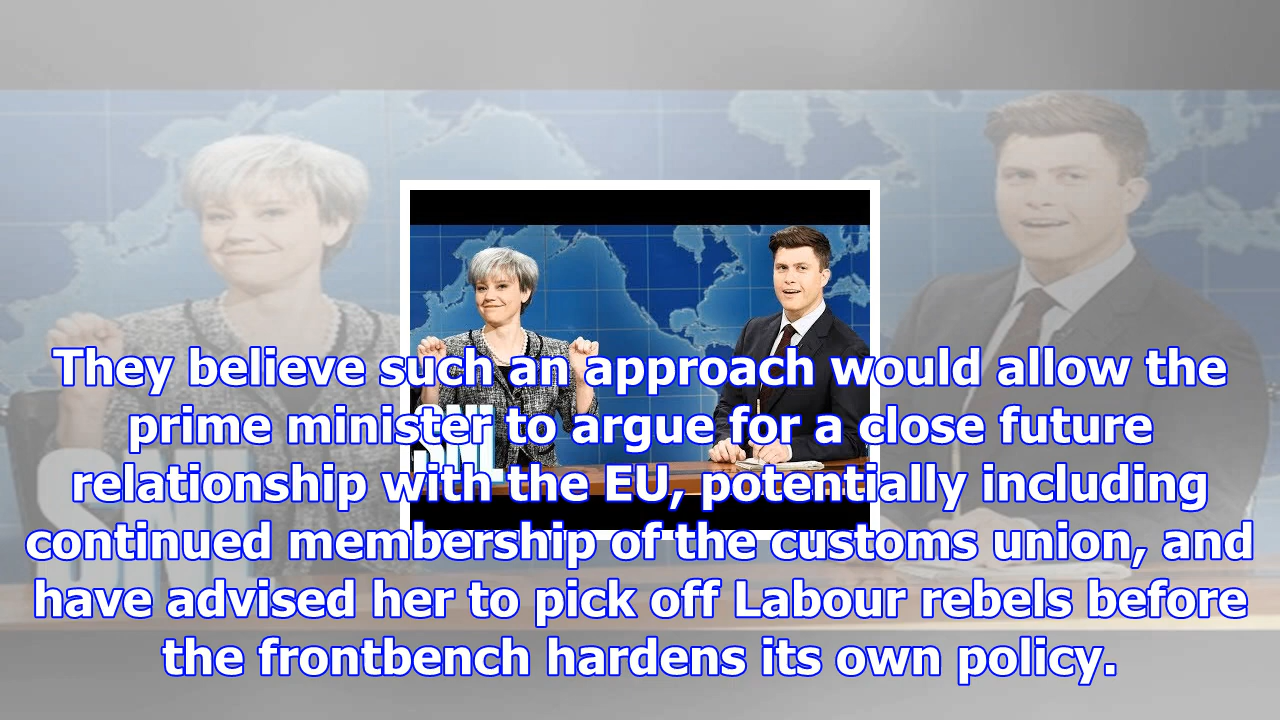 They believe such an approach would allow the
prime minister to argue for a close future
relationship with the EU, potentially including
continued membership of the customs union, and
have advised her to pick off Labour rebels before
the frontbench hardens its own policy.
SNL
SNL